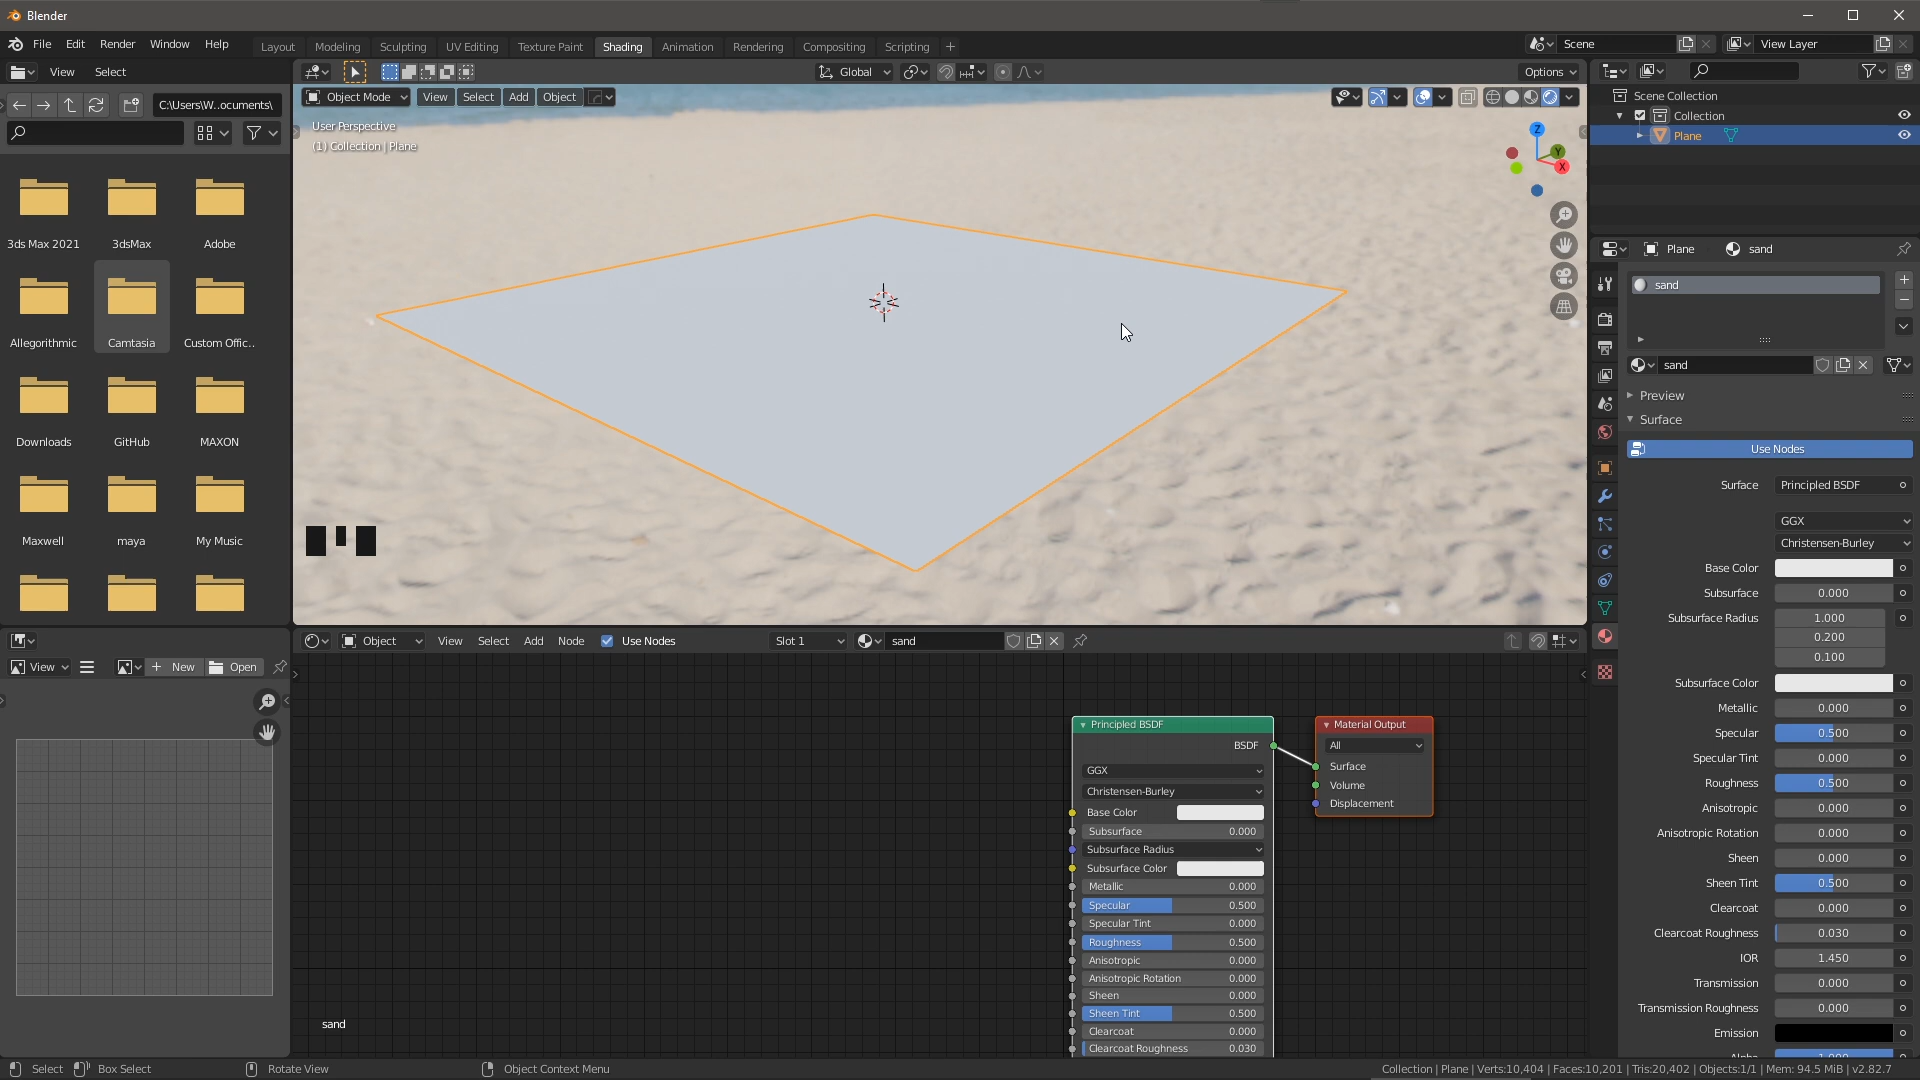 Blender
File Edit Render Window Help
Layout Modeling Sculpting UV Editing Texture Paint Shading Animation Rendering Compositing Scripting +
Scene
View Layer
View Select
Global
Options
C:\Users\W..ocuments\
Object Mode View Select Add Object
User Perspective
(1) Collection | Plane
Z
Y
X
3ds Max 2021 3dsMax Adobe
Allegorithmic Camtasia Custom Offic..
Downloads GitHub MAXON
Maxwell maya My Music
Scene Collection
Collection
Plane
Plane sand
sand
sand
Preview
Surface
Use Nodes
Surface Principled BSDF
GGX
Christensen-Burley
Base Color
Subsurface 0.000
Subsurface Radius 1.000
0.200
0.100
Subsurface Color
Metallic 0.000
Specular 0.500
Specular Tint 0.000
Roughness 0.500
Anisotropic 0.000
Anisotropic Rotation 0.000
Sheen 0.000
Sheen Tint 0.500
Clearcoat 0.000
Clearcoat Roughness 0.030
IOR 1.450
Transmission 0.000
Transmission Roughness 0.000
Emission
Alpha 1.000
View + New Open
Object View Select Add Node Use Nodes Slot 1 sand
Principled BSDF
BSDF
GGX
Christensen-Burley
Base Color
Subsurface 0.000
Subsurface Radius
Subsurface Color
Metallic 0.000
Specular 0.500
Specular Tint 0.000
Roughness 0.500
Anisotropic 0.000
Anisotropic Rotation 0.000
Sheen 0.000
Sheen Tint 0.500
Clearcoat 0.000
Clearcoat Roughness 0.030
Material Output
All
Surface
Volume
Displacement
sand
Select Box Select Rotate View Object Context Menu
Collection | Plane | Verts:10,404 | Faces:10,201 | Tris:20,402 | Objects:1/1 | Mem: 94.5 MiB | v2.82.7